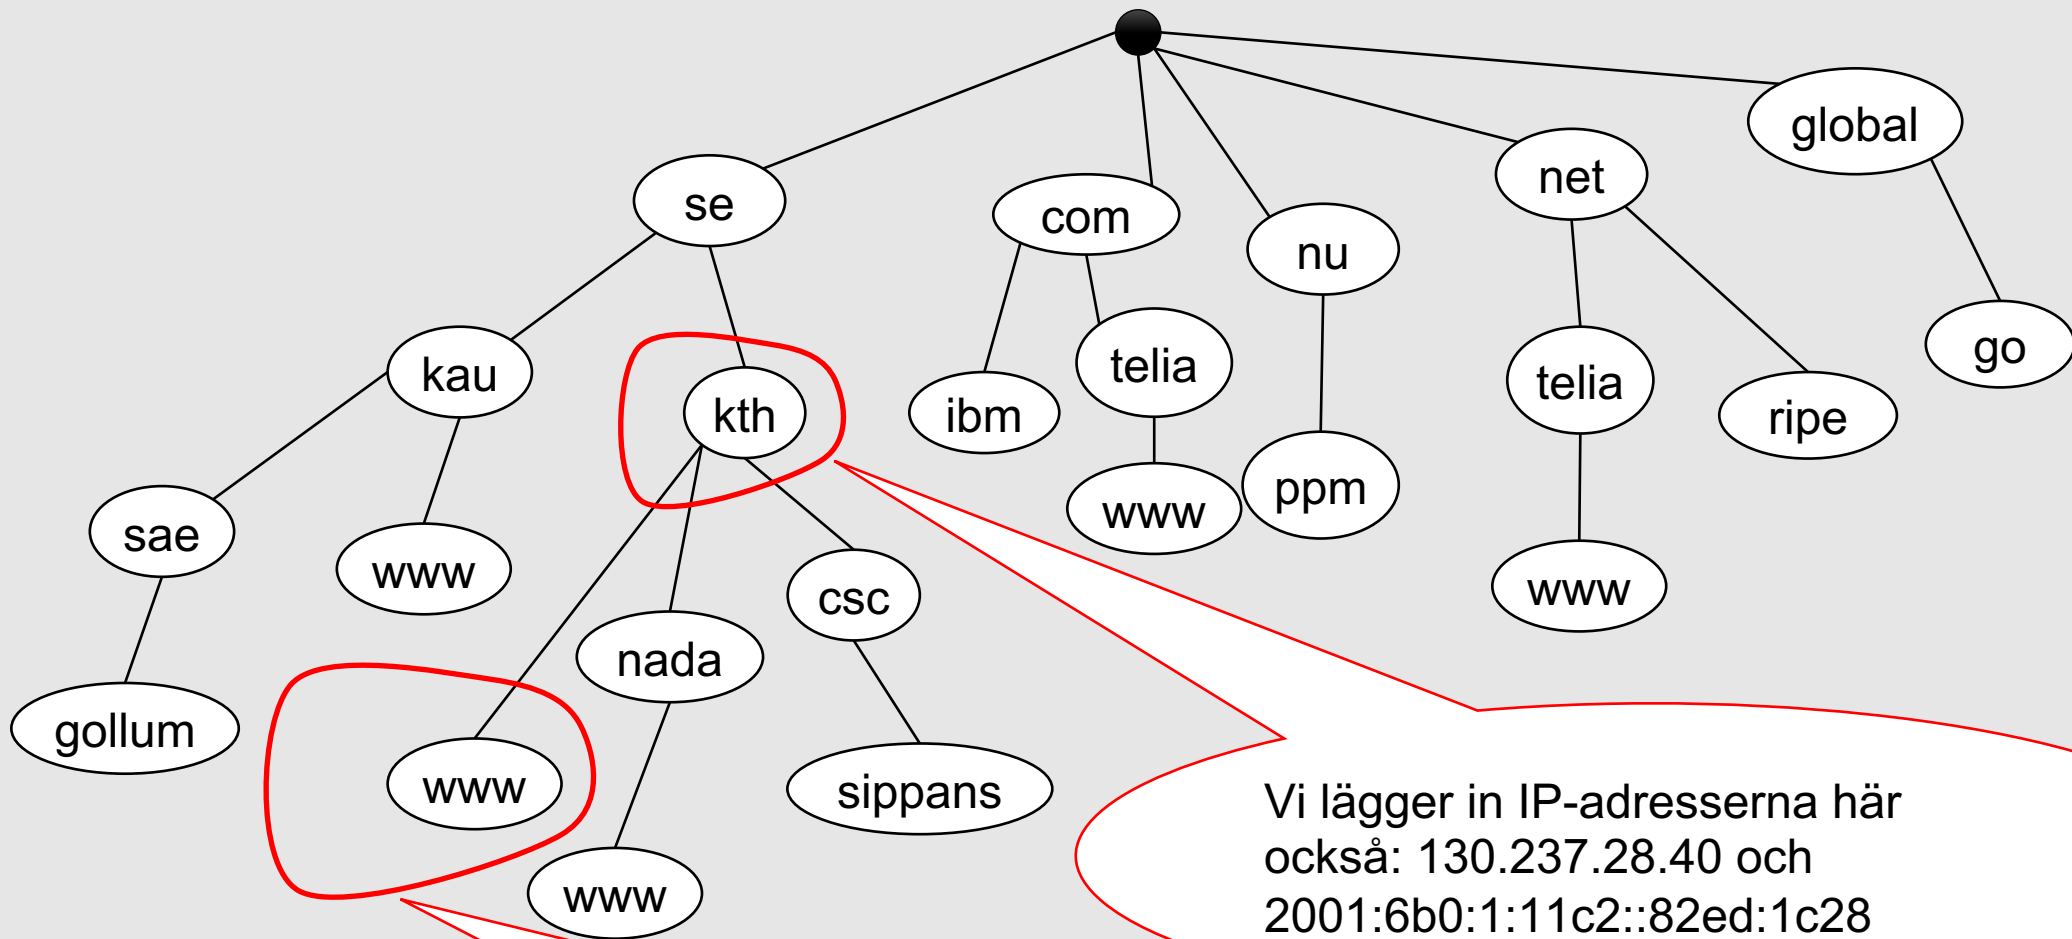 global
net
se
com
nu
go
telia
kau
telia
kth
ibm
ripe
ppm
www
sae
www
csc
www
nada
gollum
www
sippans
www
Vi lägger in IP-adresserna här
också: 130.237.28.40 och
2001:6b0:1:11c2::82ed:1c28